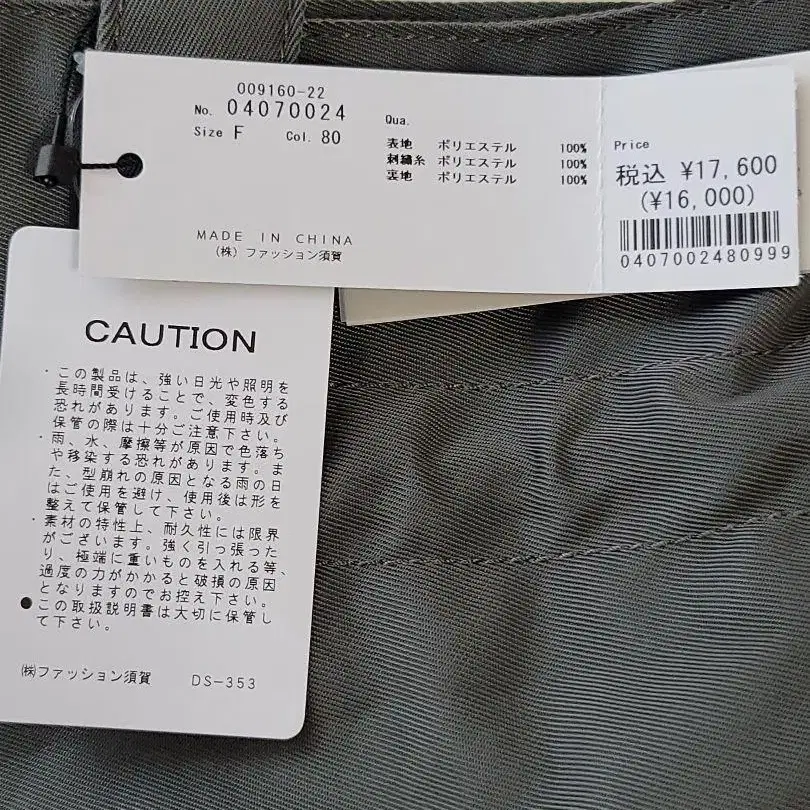 009160-22
No. 04070024
Size F Col. 80
Qua.
表地 ポリエステル 100%
刺繍糸 ポリエステル 100%
裏地 ポリエステル 100%
MADE IN CHINA
(株) ファッション須賀
Price
税込 ¥17,600
(¥16,000)
0407002480999
CAUTION
・この製品は、強い日光や照明を
長時間受けることで、変色する
恐れがあります。ご使用時及び
保管の際は十分ご注意下さい。
・雨、水、摩擦等が原因で色落ち
や移染する恐れがあります。ま
た、型崩れの原因となる雨の日
はご使用を避け、使用後は形を
整えて保管して下さい。
・素材の特性上、耐久性には限界
がございます。強く引っ張った
り、極端に重いものを入れる等、
過度の力がかかると破損の原因
となりますのでお控え下さい。
●この取扱説明書は大切に保管し
て下さい。
㈱ファッション須賀 DS-353